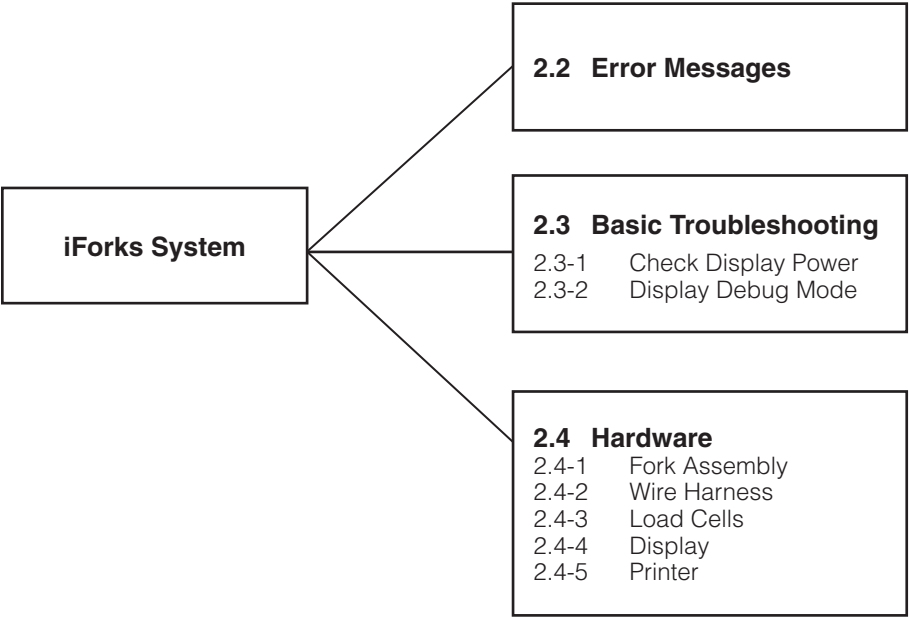 iForks System
2.2 Error Messages
2.3 Basic Troubleshooting
2.3-1 Check Display Power
2.3-2 Display Debug Mode
2.4 Hardware
2.4-1 Fork Assembly
2.4-2 Wire Harness
2.4-3 Load Cells
2.4-4 Display
2.4-5 Printer